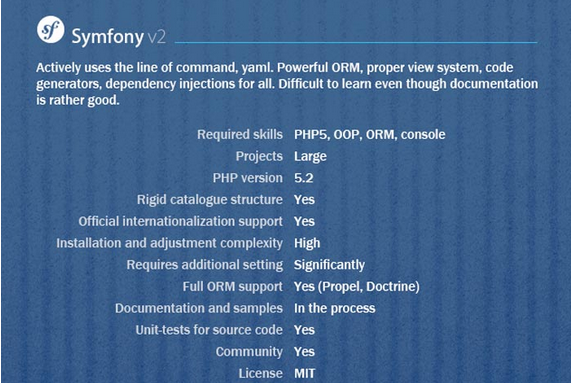 sf Symfony v2
Actively uses the line of command, yaml. Powerful ORM, proper view system, code
generators, dependency injections for all. Difficult to learn even though documentation
is rather good.
Required skills PHP5, OOP, ORM, console
Projects Large
PHP version 5.2
Rigid catalogue structure Yes
Official internationalization support Yes
Installation and adjustment complexity High
Requires additional setting Significantly
Full ORM support Yes (Propel, Doctrine)
Documentation and samples In the process
Unit-tests for source code Yes
Community Yes
License MIT